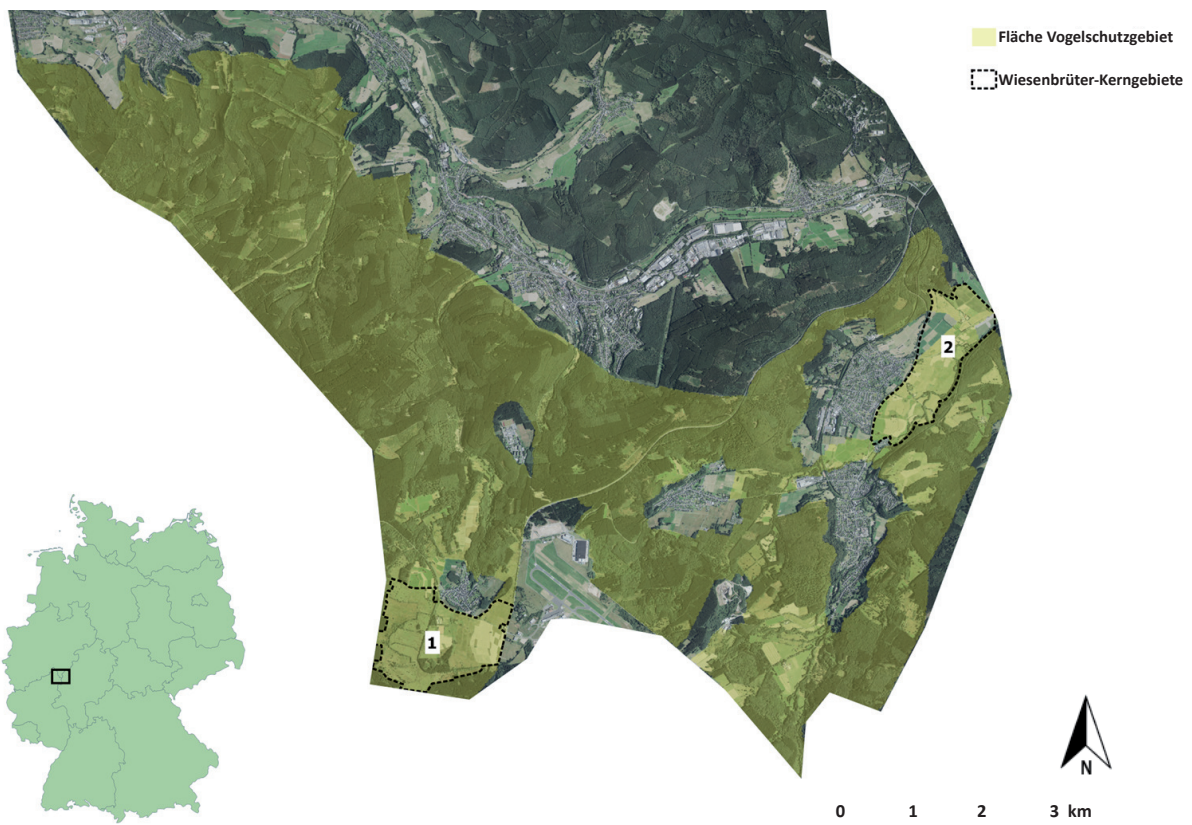 Fläche Vogelschutzgebiet
Wiesenbrüter-Kerngebiete
2
1
N
0 1 2 3 km